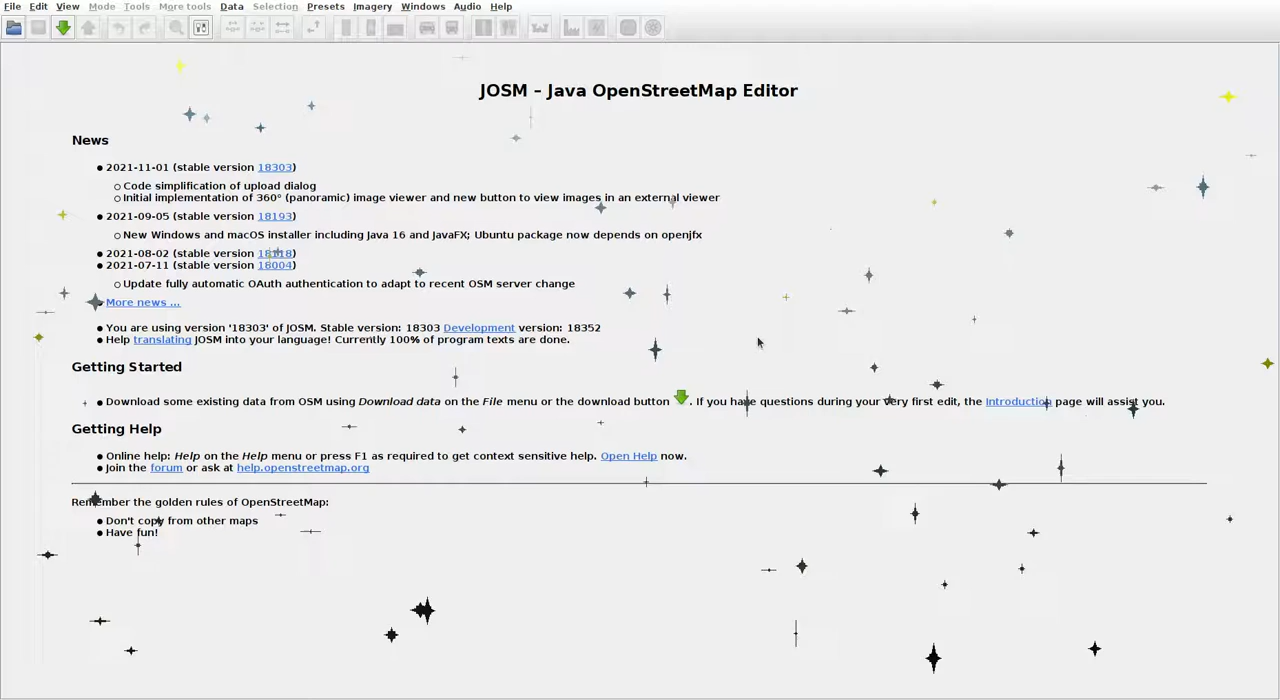 File Edit View Mode Tools More tools Data Selection Presets Imagery Windows Audio Help
JOSM – Java OpenStreetMap Editor
News
2021-11-01 (stable version 18303)
Code simplification of upload dialog
Initial implementation of 360° (panoramic) image viewer and new button to view images in an external viewer
2021-09-05 (stable version 18193)
New Windows and macOS installer including Java 16 and JavaFX; Ubuntu package now depends on openjfx
2021-08-02 (stable version 18118)
2021-07-11 (stable version 18004)
Update fully automatic OAuth authentication to adapt to recent OSM server change
More news ...
You are using version '18303' of JOSM. Stable version: 18303 Development version: 18352
Help translating JOSM into your language! Currently 100% of program texts are done.
Getting Started
Download some existing data from OSM using Download data on the File menu or the download button . If you have questions during your very first edit, the Introduction page will assist you.
Getting Help
Online help: Help on the Help menu or press F1 as required to get context sensitive help. Open Help now.
Join the forum or ask at help.openstreetmap.org
Remember the golden rules of OpenStreetMap:
Don't copy from other maps
Have fun!